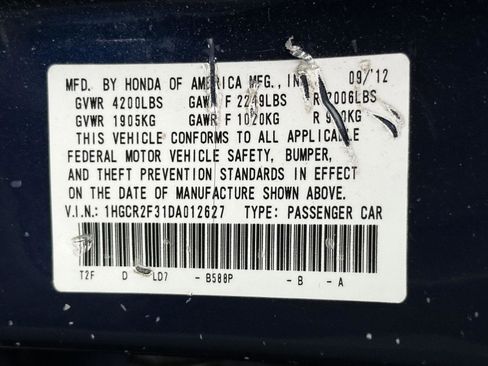 MFD. BY HONDA OF AMERICA MFG., IN 09/12
GVWR 4200LBS GAWR F 2249LBS R 2006LBS
GVWR 1905KG GAWR F 1020KG R
THIS VEHICLE CONFORMS TO ALL APPLICABLE
FEDERAL MOTOR VEHICLE SAFETY, BUMPER,
AND THEFT PREVENTION STANDARDS IN EFFECT
ON THE DATE OF MANUFACTURE SHOWN ABOVE.
V.I.N.: 1HGCR2F31DA012627 TYPE: PASSENGER CAR
T2F D LD7 - B588P - B - A